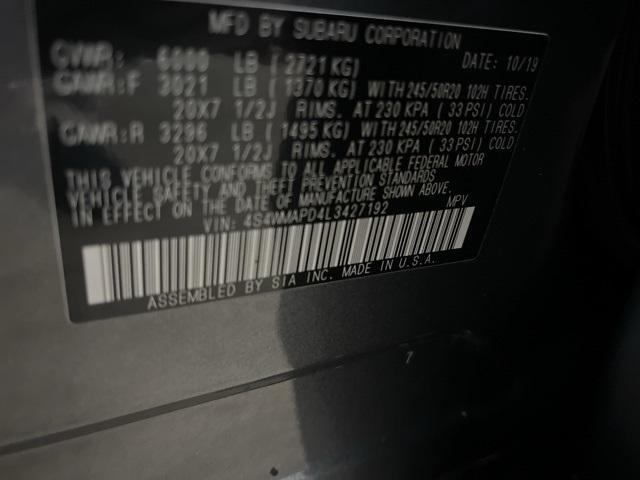 MFD BY SUBARU CORPORATION
GVWR: 6000 LB (2721 KG) DATE: 10/19
GAWR:F 3021 LB (1370 KG) WITH 245/50R20 102H TIRES.
20X7 1/2J RIMS. AT 230 KPA (33 PSI) COLD
GAWR:R 3296 LB (1495 KG) WITH 245/50R20 102H TIRES.
20X7 1/2J RIMS. AT 230 KPA (33 PSI) COLD
THIS VEHICLE CONFORMS TO ALL APPLICABLE FEDERAL MOTOR
VEHICLE SAFETY AND THEFT PREVENTION STANDARDS
IN EFFECT ON THE DATE OF MANUFACTURE SHOWN ABOVE.
VIN: 4S4WMAPD4L3427192 MPV
ASSEMBLED BY SIA INC. MADE IN U.S.A.